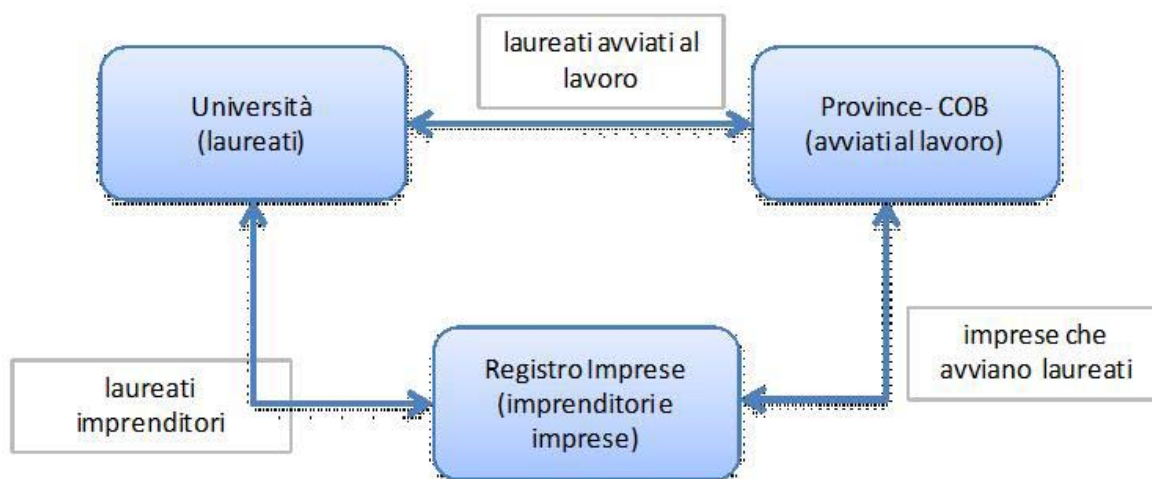 laureati avviati al
lavoro
Università
(laureati)
Province- COB
(avviati al lavoro)
laureati
imprenditori
Registro Imprese
(imprenditori e
imprese)
imprese che
avviano laureati